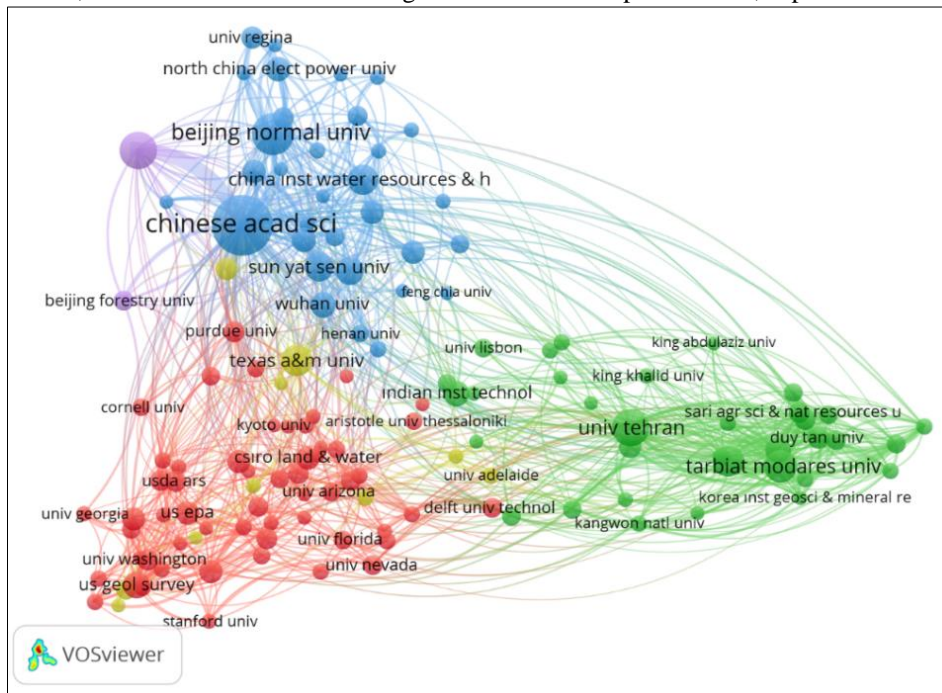 univ regina
north china elect power univ
beijing normal univ
china inst water resources & h
chinese acad sci
sun yat sen univ
beijing forestry univ
wuhan univ
feng chia univ
purdue univ
henan univ
univ lisbon
king abdulaziz univ
texas a&m univ
indian inst technol
king khalid univ
cornell univ
kyoto univ
aristotle univ thessaloniki
sari agr sci & nat resources u
univ tehran
duy tan univ
csiro land & water
tarbiat modares univ
usda ars
univ adelaide
univ arizona
korea inst geosci & mineral re
univ georgia
us epa
delft univ technol
kangwon natl univ
univ florida
univ washington
univ nevada
us geol survey
stanford univ
VOSviewer